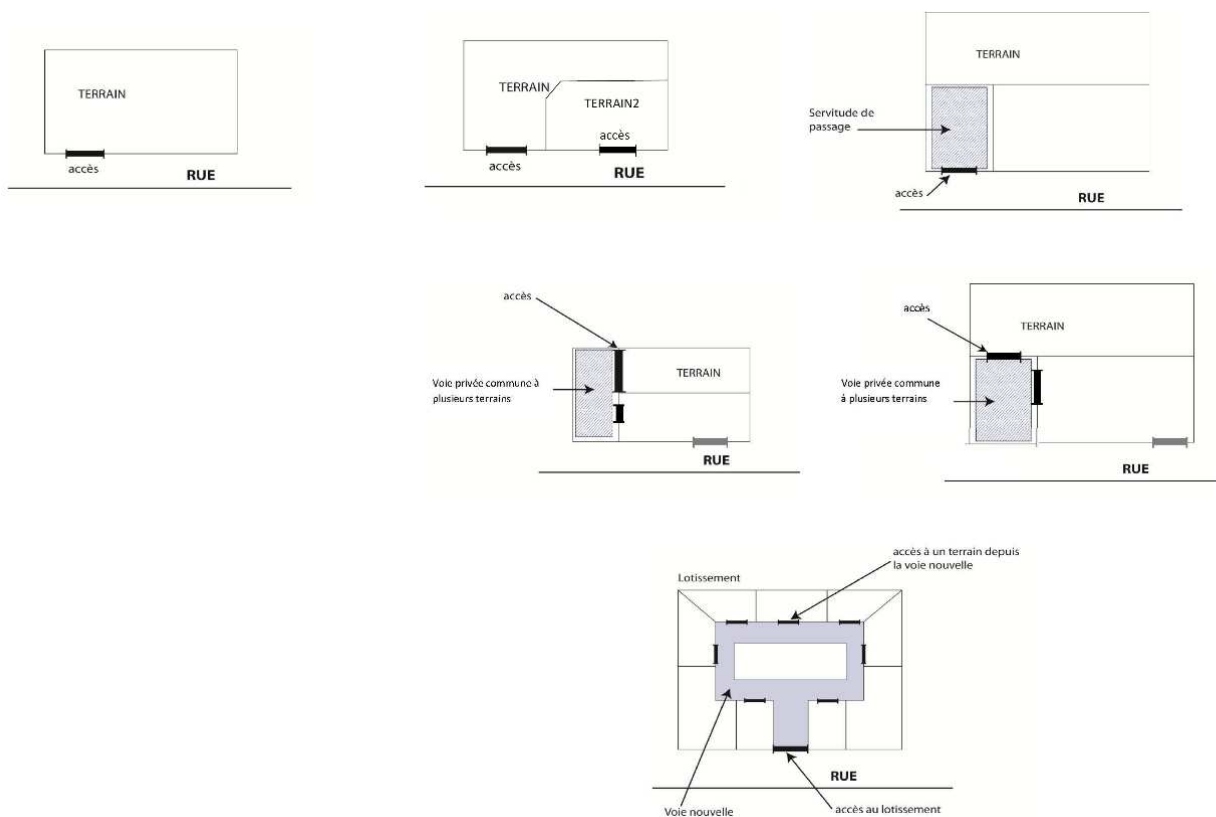 TERRAIN
accès
RUE
TERRAIN
TERRAIN2
accès
accès
RUE
TERRAIN
Servitude de
passage
accès
RUE
accès
TERRAIN
Voie privée commune à
plusieurs terrains
RUE
accès
TERRAIN
Voie privée commune
à plusieurs terrains
RUE
accès à un terrain depuis
la voie nouvelle
Lotissement
RUE
Voie nouvelle
accès au lotissement